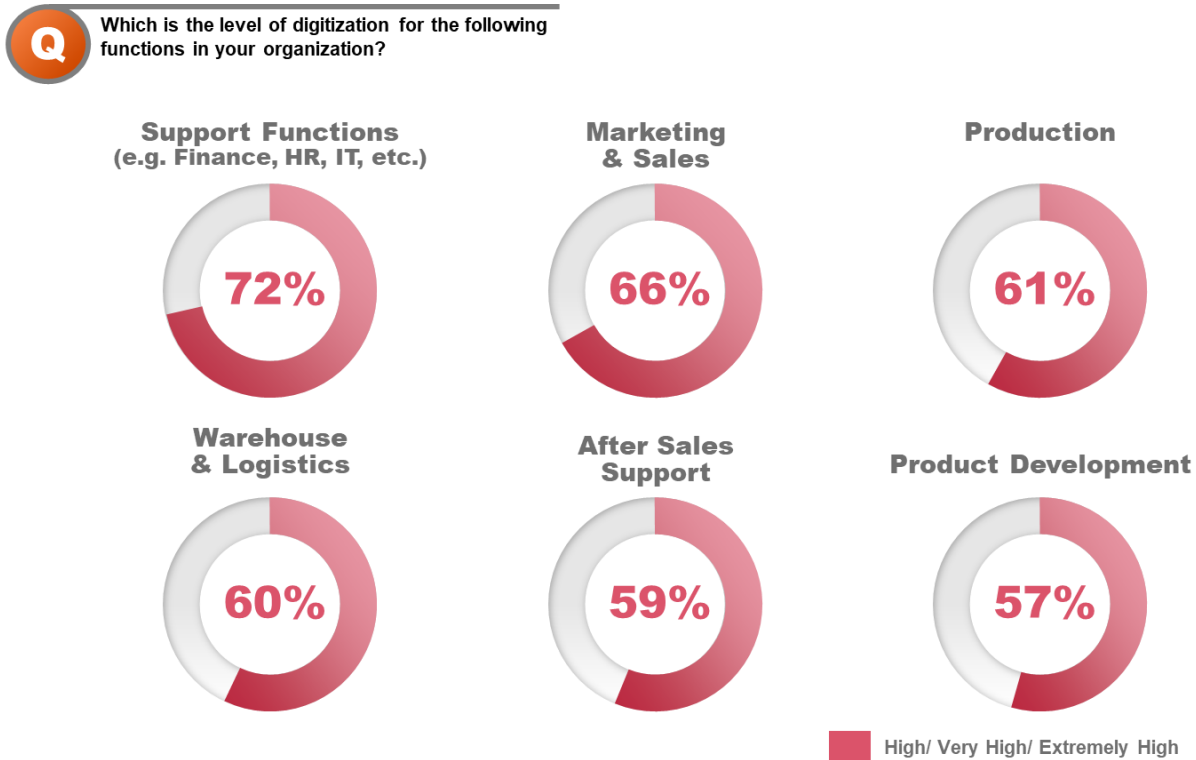 Q
Which is the level of digitization for the following
functions in your organization?
Support Functions
(e.g. Finance, HR, IT, etc.)
72%
Marketing
& Sales
66%
Production
61%
Warehouse
& Logistics
60%
After Sales
Support
59%
Product Development
57%
High/ Very High/ Extremely High